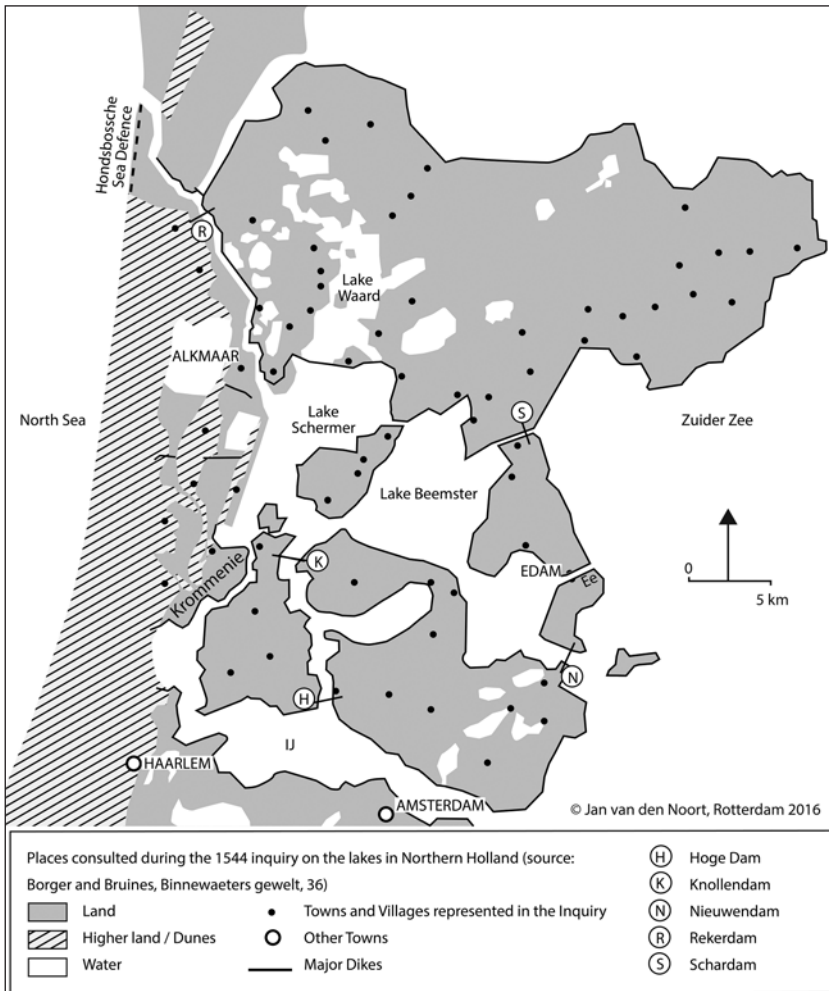 Hondsbossche
Sea Defence
R
Lake
Waard
ALKMAAR
North Sea
Lake
Schermer
S
Zuider Zee
Lake Beemster
K
Krommenie
EDAM
Ee
0
5 km
N
H
IJ
HAARLEM
AMSTERDAM
© Jan van den Noort, Rotterdam 2016
Places consulted during the 1544 inquiry on the lakes in Northern Holland (source:
Borger and Bruines, Binnewaeters gewelt, 36)
Land
Higher land / Dunes
Water
Towns and Villages represented in the Inquiry
Other Towns
Major Dikes
H Hoge Dam
K Knollendam
N Nieuwendam
R Rekerdam
S Schardam